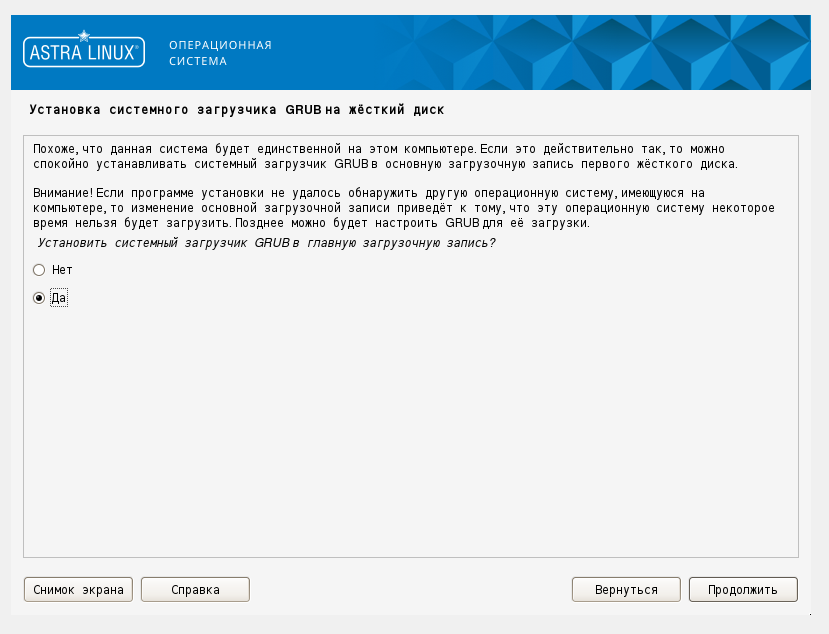 ASTRA LINUX®
ОПЕРАЦИОННАЯ
СИСТЕМА
Установка системного загрузчика GRUB на жёсткий диск
Похоже, что данная система будет единственной на этом компьютере. Если это действительно так, то можно
спокойно устанавливать системный загрузчик GRUB в основную загрузочную запись первого жёсткого диска.
Внимание! Если программе установки не удалось обнаружить другую операционную систему, имеющуюся на
компьютере, то изменение основной загрузочной записи приведёт к тому, что эту операционную систему некоторое
время нельзя будет загрузить. Позднее можно будет настроить GRUB для её загрузки.
Установить системный загрузчик GRUB в главную загрузочную запись?
Нет
Да
Снимок экрана
Справка
Вернуться
Продолжить